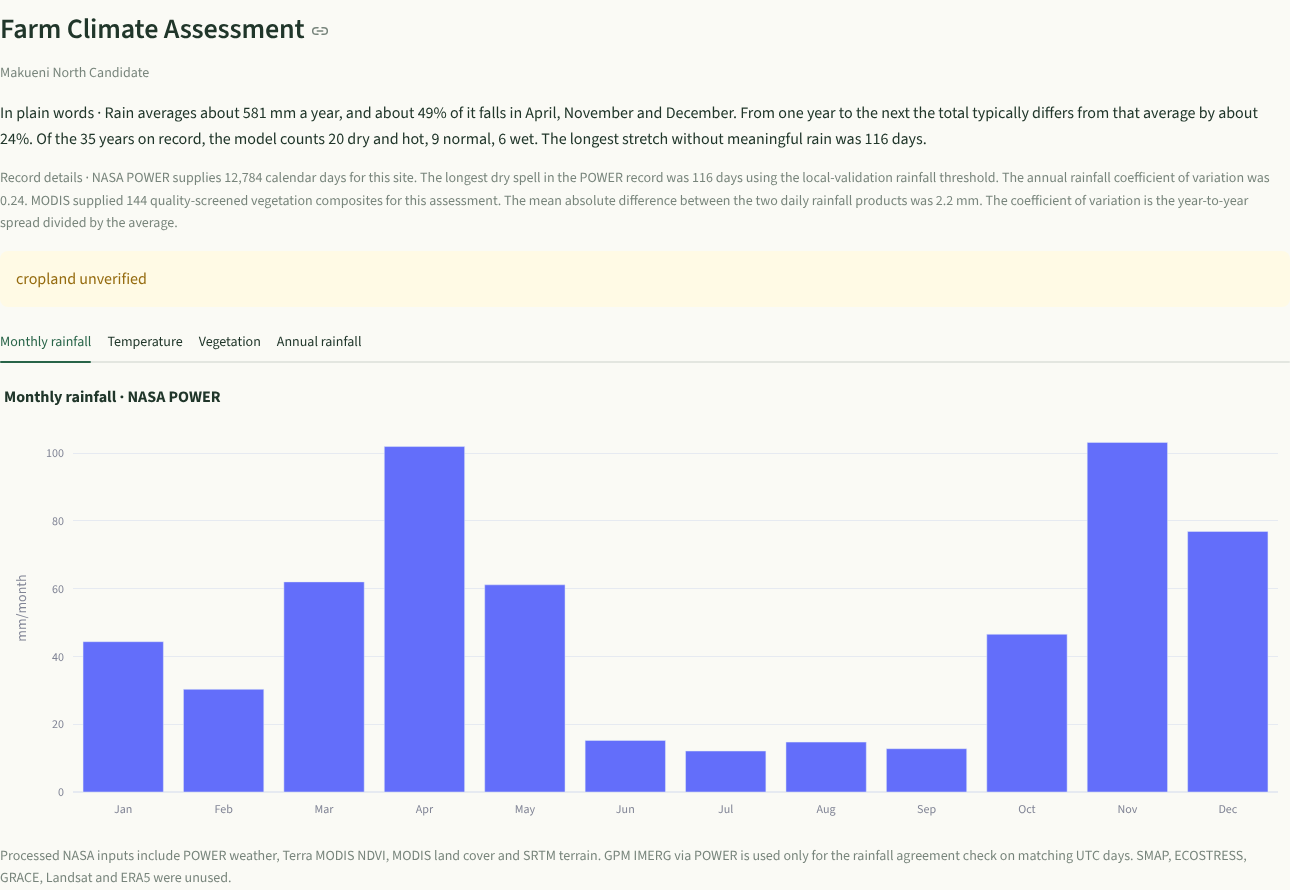 Farm Climate Assessment
Makueni North Candidate
In plain words · Rain averages about 581 mm a year, and about 49% of it falls in April, November and December. From one year to the next the total typically differs from that average by about
24%. Of the 35 years on record, the model counts 20 dry and hot, 9 normal, 6 wet. The longest stretch without meaningful rain was 116 days.
Record details · NASA POWER supplies 12,784 calendar days for this site. The longest dry spell in the POWER record was 116 days using the local-validation rainfall threshold. The annual rainfall coefficient of variation was
0.24. MODIS supplied 144 quality-screened vegetation composites for this assessment. The mean absolute difference between the two daily rainfall products was 2.2 mm. The coefficient of variation is the year-to-year
spread divided by the average.
cropland unverified
Monthly rainfall Temperature Vegetation Annual rainfall
Monthly rainfall · NASA POWER
mm/month
100
80
60
40
20
0
Jan Feb Mar Apr May Jun Jul Aug Sep Oct Nov Dec
Processed NASA inputs include POWER weather, Terra MODIS NDVI, MODIS land cover and SRTM terrain. GPM IMERG via POWER is used only for the rainfall agreement check on matching UTC days. SMAP, ECOSTRESS,
GRACE, Landsat and ERA5 were unused.